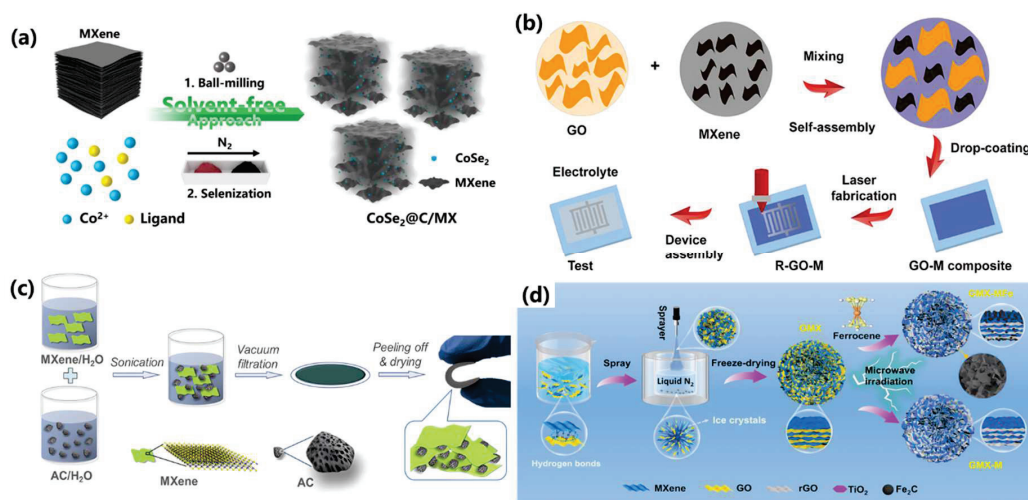 (a)
MXene
1. Ball-milling
Solvent-free
Approach
N₂
2. Selenization
Co²⁺
Ligand
CoSe₂
MXene
CoSe₂@C/MX
(b)
+
GO
MXene
Mixing
Self-assembly
Drop-coating
GO-M composite
Laser
fabrication
R-GO-M
Device
assembly
Electrolyte
Test
(c)
MXene/H₂O
+
AC/H₂O
Sonication
Vacuum
filtration
Peeling off
& drying
MXene
AC
(d)
Hydrogen bonds
Spray
Sprayer
Liquid N₂
Ice crystals
Freeze-drying
GMX
Ferrocene
Microwave
irradiation
GMX-M
MXene
GO
rGO
TiO₂
Fe₃C